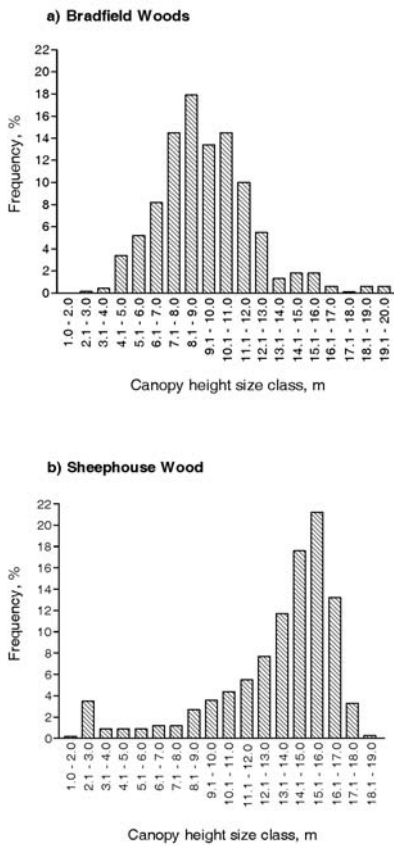 a) Bradfield Woods
22
20
18
16
14
12
10
8
6
4
2
0
Frequency, %
1.0 - 2.0
2.1 - 3.0
3.1 - 4.0
4.1 - 5.0
5.1 - 6.0
6.1 - 7.0
7.1 - 8.0
8.1 - 9.0
9.1 - 10.0
10.1 - 11.0
11.1 - 12.0
12.1 - 13.0
13.1 - 14.0
14.1 - 15.0
15.1 - 16.0
16.1 - 17.0
17.1 - 18.0
18.1 - 19.0
19.1 - 20.0
Canopy height size class, m
b) Sheephouse Wood
22
20
18
16
14
12
10
8
6
4
2
0
Frequency, %
1.0 - 2.0
2.1 - 3.0
3.1 - 4.0
4.1 - 5.0
5.1 - 6.0
6.1 - 7.0
7.1 - 8.0
8.1 - 9.0
9.1 - 10.0
10.1 - 11.0
11.1 - 12.0
12.1 - 13.0
13.1 - 14.0
14.1 - 15.0
15.1 - 16.0
16.1 - 17.0
17.1 - 18.0
18.1 - 19.0
Canopy height size class, m